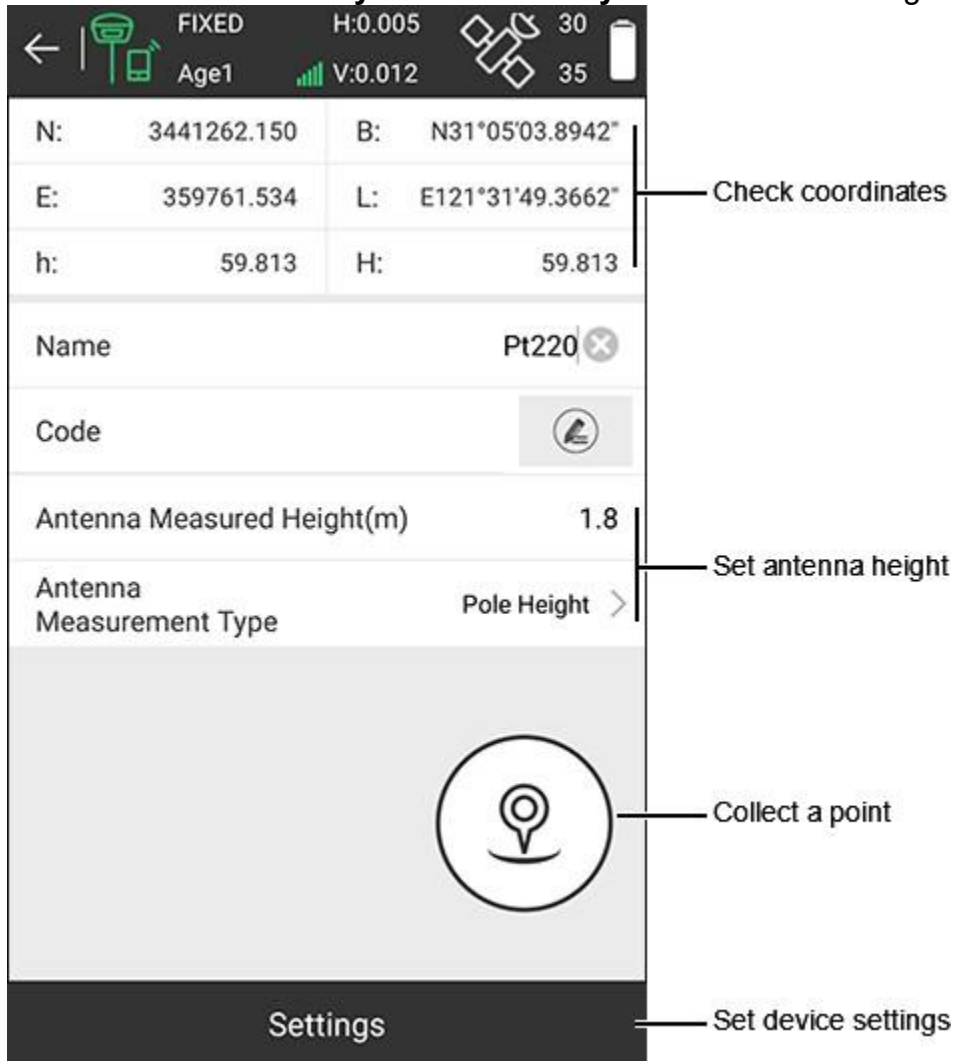 FIXED H:0.005 30
Age1 V:0.012 35
N: 3441262.150 B: N31°05'03.8942"
E: 359761.534 L: E121°31'49.3662"
Check coordinates
h: 59.813 H: 59.813
Name Pt220
Code
Antenna Measured Height(m) 1.8
Set antenna height
Antenna
Measurement Type Pole Height
Collect a point
Settings
Set device settings